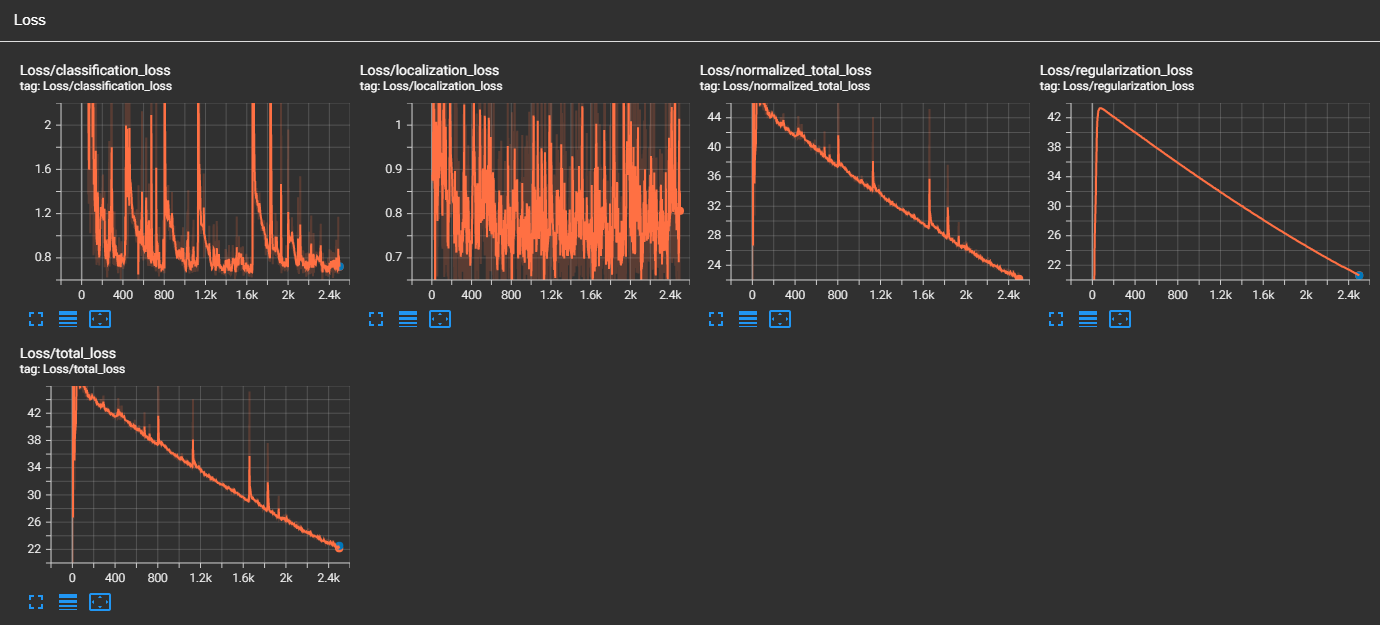 Loss
Loss/classification_loss
tag: Loss/classification_loss
2
1.6
1.2
0.8
0 400 800 1.2k 1.6k 2k 2.4k
Loss/localization_loss
tag: Loss/localization_loss
1
0.9
0.8
0.7
0 400 800 1.2k 1.6k 2k 2.4k
Loss/normalized_total_loss
tag: Loss/normalized_total_loss
44
40
36
32
28
24
0 400 800 1.2k 1.6k 2k 2.4k
Loss/regularization_loss
tag: Loss/regularization_loss
42
38
34
30
26
22
0 400 800 1.2k 1.6k 2k 2.4k
Loss/total_loss
tag: Loss/total_loss
42
38
34
30
26
22
0 400 800 1.2k 1.6k 2k 2.4k